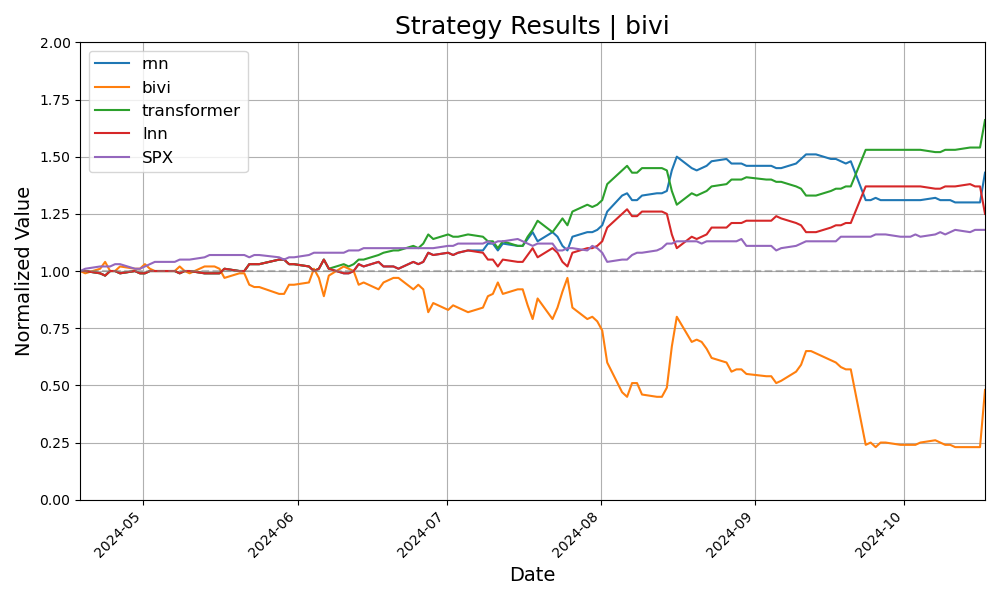 Strategy Results | bivi
Normalized Value
2.00
1.75
1.50
1.25
1.00
0.75
0.50
0.25
0.00
rnn
bivi
transformer
lnn
SPX
2024-05
2024-06
2024-07
2024-08
2024-09
2024-10
Date